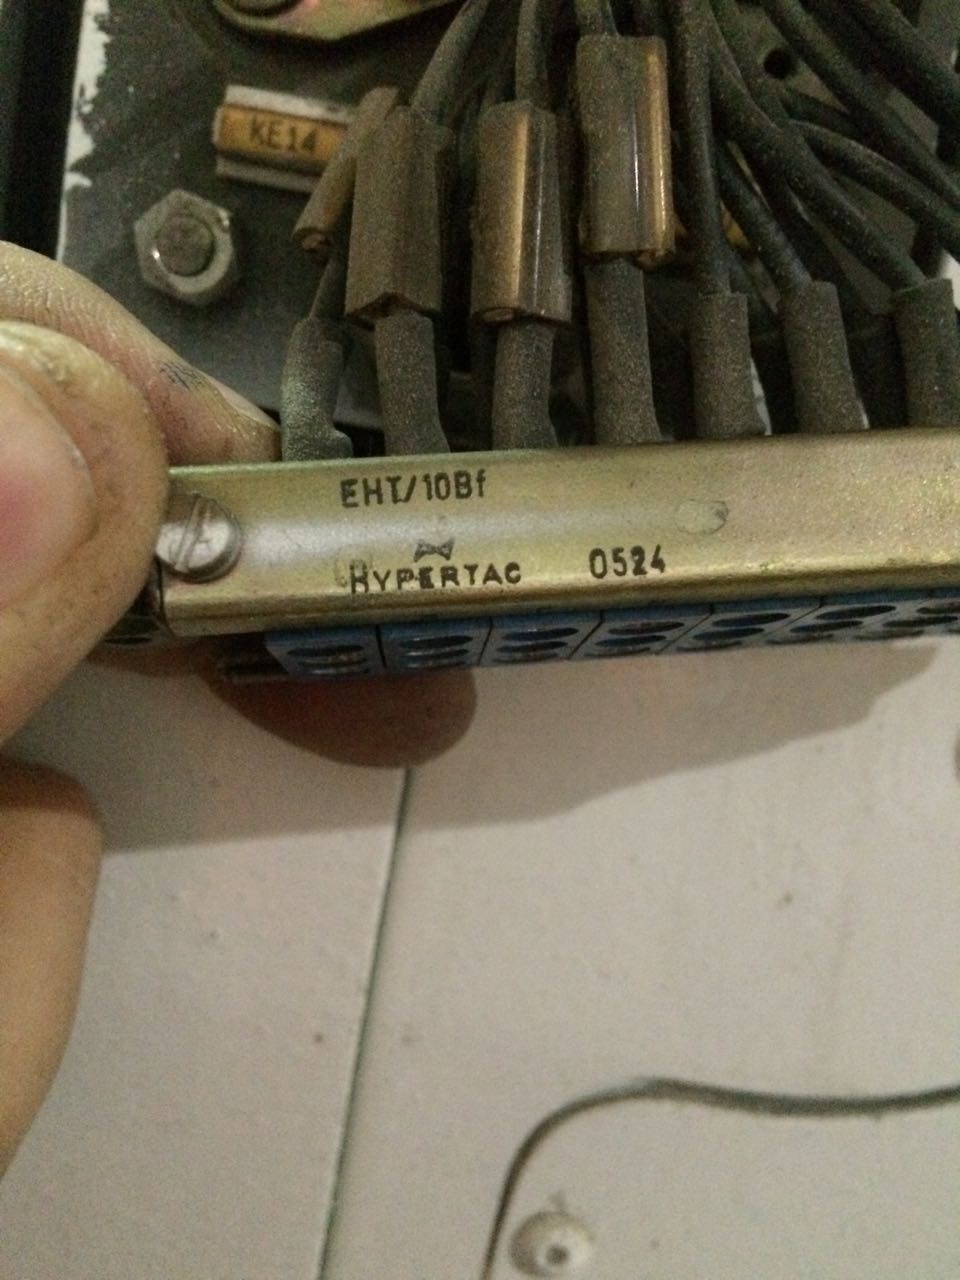 KE14
EHT/10Bf
HYPERTAC 0524